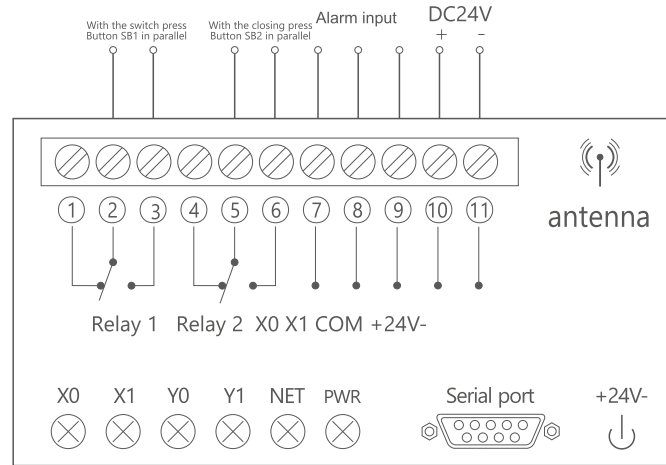 With the switch press
Button SB1 in parallel
With the closing press
Button SB2 in parallel
Alarm input
DC24V
+ -
1 2 3 4 5 6 7 8 9 10 11
antenna
Relay 1 Relay 2 X0 X1 COM +24V-
X0 X1 Y0 Y1 NET PWR
Serial port
+24V-